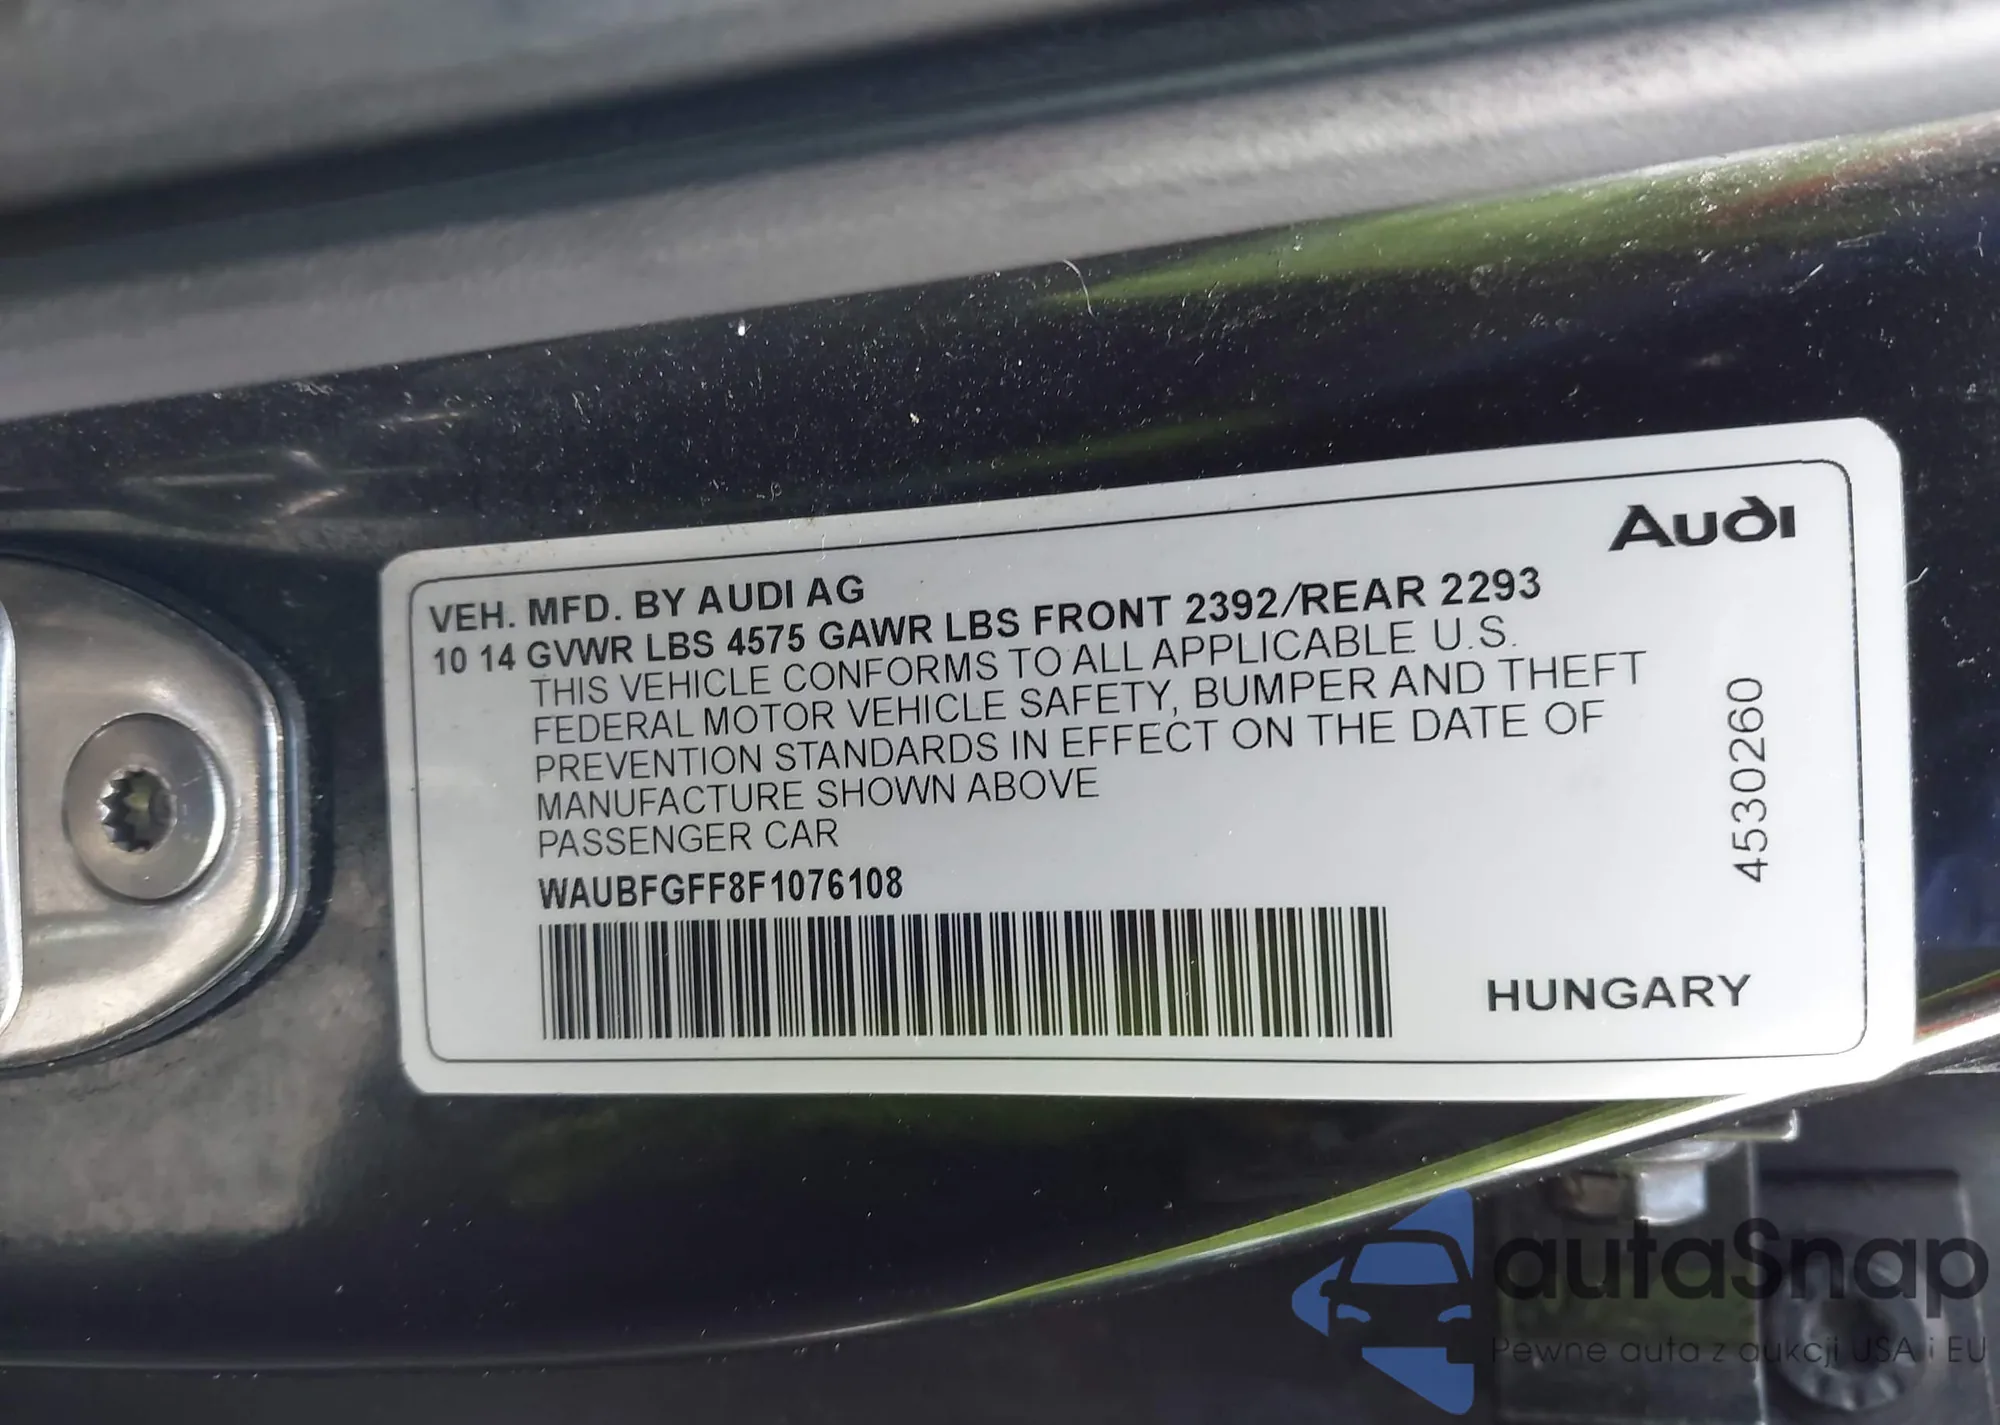 Audi
VEH. MFD. BY AUDI AG
10 14 GVWR LBS 4575 GAWR LBS FRONT 2392/REAR 2293
THIS VEHICLE CONFORMS TO ALL APPLICABLE U.S.
FEDERAL MOTOR VEHICLE SAFETY, BUMPER AND THEFT
PREVENTION STANDARDS IN EFFECT ON THE DATE OF
MANUFACTURE SHOWN ABOVE
PASSENGER CAR
WAUBFGFF8F1076108
HUNGARY
4530260
autaSnap
Pewne auta z aukcji USA i EU